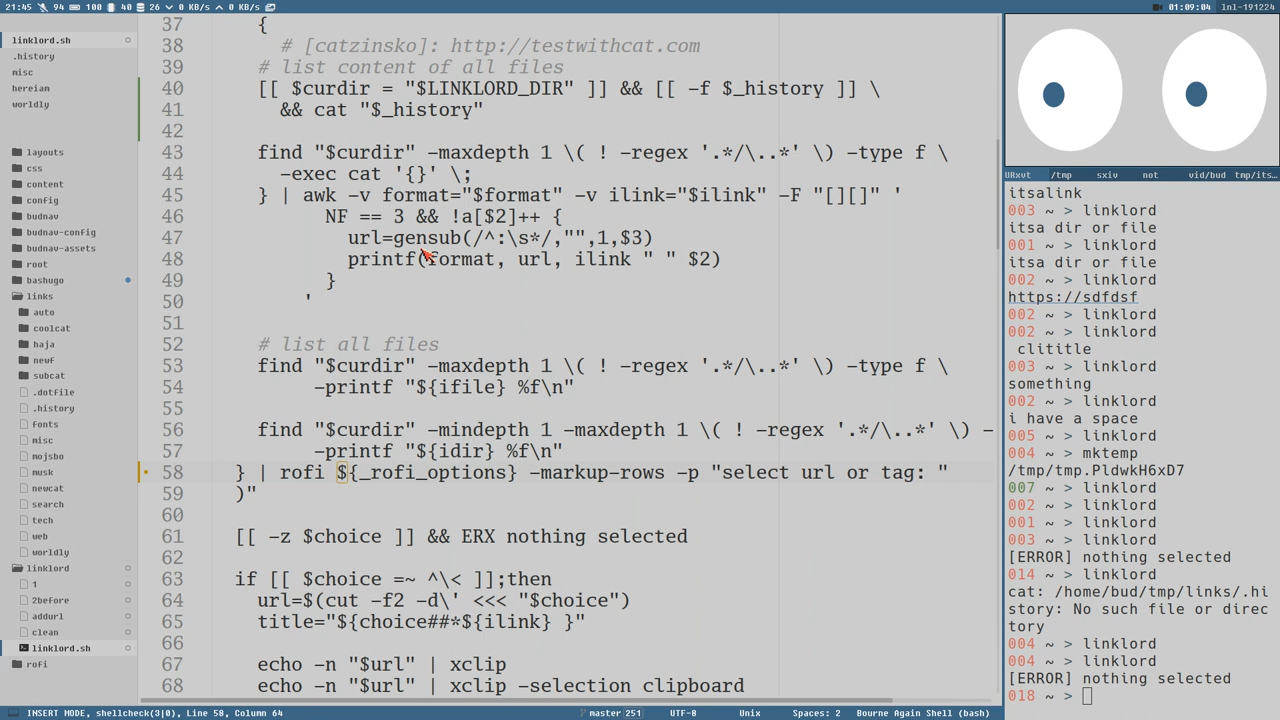 21:45 94 100 40 26 0 KB/s 0 KB/s 01:09:04 lnl-191224
linklord.sh
.history
misc
hereiam
worldly
layouts
css
content
config
budnav
budnav-config
budnav-assets
root
bashugo
links
auto
coolcat
haja
newf
subcat
.dotfile
.history
fonts
misc
mojsbo
musk
newcat
search
tech
web
worldly
linklord
1
2before
addurl
clean
linklord.sh
rofi
37 {
38 # [catzinsko]: http://testwithcat.com
39 # list content of all files
40 [[ $curdir = "$LINKLORD_DIR" ]] && [[ -f $_history ]] \
41 && cat "$_history"
42
43 find "$curdir" -maxdepth 1 \( ! -regex '.*/\..*' \) -type f \
44 -exec cat '{}' \;
45 } | awk -v format="$format" -v ilink="$ilink" -F "[][]" '
46 NF == 3 && !a[$2]++ {
47 url=gensub(/^:\s*/,"",1,$3)
48 printf(format, url, ilink " " $2)
49 }
50 '
51
52 # list all files
53 find "$curdir" -maxdepth 1 \( ! -regex '.*/\..*' \) -type f \
54 -printf "${ifile} %f\n"
55
56 find "$curdir" -mindepth 1 -maxdepth 1 \( ! -regex '.*/\..*' \) -
57 -printf "${idir} %f\n"
58 } | rofi ${_rofi_options} -markup-rows -p "select url or tag: "
59 )"
60
61 [[ -z $choice ]] && ERX nothing selected
62
63 if [[ $choice =~ ^\< ]];then
64 url=$(cut -f2 -d\' <<< "$choice")
65 title="${choice##*${ilink} }"
66
67 echo -n "$url" | xclip
68 echo -n "$url" | xclip -selection clipboard
URxvt /tmp sxiv not vid/bud tmp/its...
itsalink
003 ~ > linklord
itsa dir or file
001 ~ > linklord
itsa dir or file
002 ~ > linklord
https://sdfdsf
002 ~ > linklord
002 ~ > linklord
clititle
003 ~ > linklord
something
002 ~ > linklord
i have a space
005 ~ > linklord
004 ~ > mktemp
/tmp/tmp.PldwkH6xD7
007 ~ > linklord
002 ~ > linklord
001 ~ > linklord
003 ~ > linklord
[ERROR] nothing selected
014 ~ > linklord
cat: /home/bud/tmp/links/.hi
story: No such file or direc
tory
004 ~ > linklord
004 ~ > linklord
[ERROR] nothing selected
018 ~ >
INSERT MODE, shellcheck(3|0), Line 58, Column 64 master 251 UTF-8 Unix Spaces: 2 Bourne Again Shell (bash)